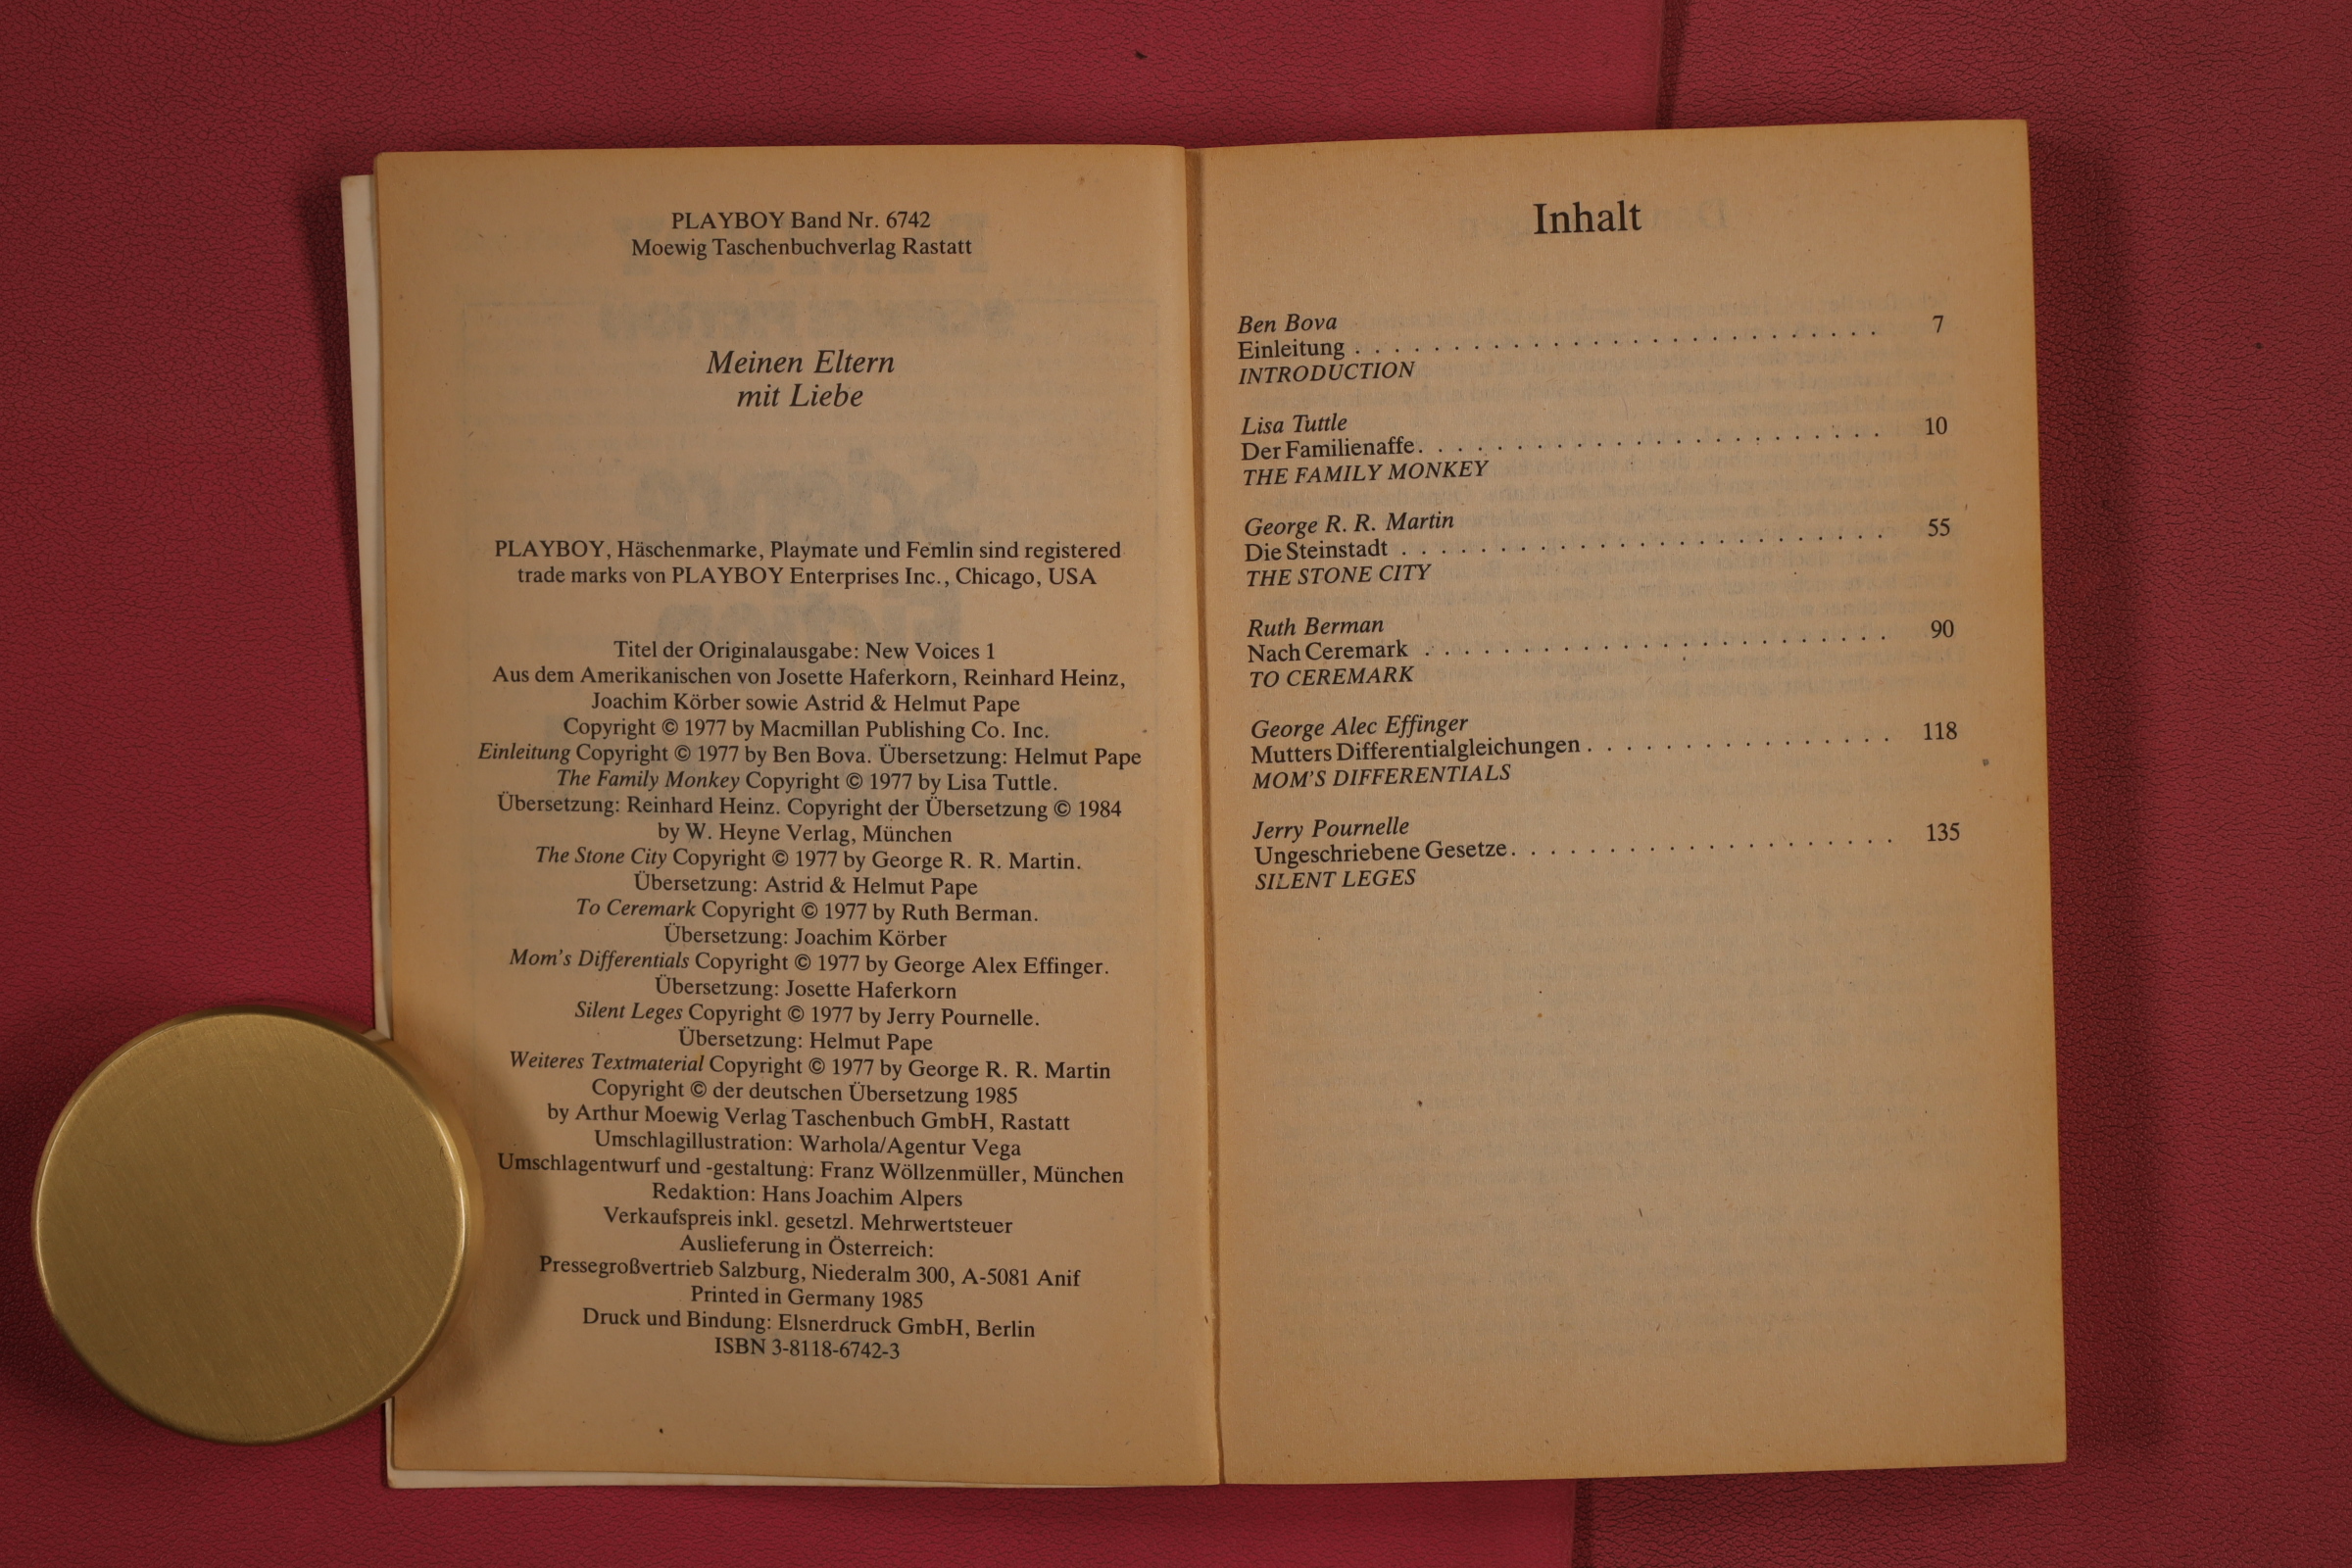 PLAYBOY Band Nr. 6742
Moewig Taschenbuchverlag Rastatt
Meinen Eltern
mit Liebe
PLAYBOY, Häschenmarke, Playmate und Femlin sind registered
trade marks von PLAYBOY Enterprises Inc., Chicago, USA
Titel der Originalausgabe: New Voices 1
Aus dem Amerikanischen von Josette Haferkorn, Reinhard Heinz,
Joachim Körber sowie Astrid & Helmut Pape
Copyright © 1977 by Macmillan Publishing Co. Inc.
Einleitung Copyright © 1977 by Ben Bova. Übersetzung: Helmut Pape
The Family Monkey Copyright © 1977 by Lisa Tuttle.
Übersetzung: Reinhard Heinz. Copyright der Übersetzung © 1984
by W. Heyne Verlag, München
The Stone City Copyright © 1977 by George R. R. Martin.
Übersetzung: Astrid & Helmut Pape
To Ceremark Copyright © 1977 by Ruth Berman.
Übersetzung: Joachim Körber
Mom's Differentials Copyright © 1977 by George Alex Effinger.
Übersetzung: Josette Haferkorn
Silent Leges Copyright © 1977 by Jerry Pournelle.
Übersetzung: Helmut Pape
Weiteres Textmaterial Copyright © 1977 by George R. R. Martin
Copyright © der deutschen Übersetzung 1985
by Arthur Moewig Verlag Taschenbuch GmbH, Rastatt
Umschlagillustration: Warhola/Agentur Vega
Umschlagentwurf und -gestaltung: Franz Wöllzenmüller, München
Redaktion: Hans Joachim Alpers
Verkaufspreis inkl. gesetzl. Mehrwertsteuer
Auslieferung in Österreich:
Pressegroßvertrieb Salzburg, Niederalm 300, A-5081 Anif
Printed in Germany 1985
Druck und Bindung: Elsnerdruck GmbH, Berlin
ISBN 3-8118-6742-3
Inhalt
Ben Bova
Einleitung . . . . . . . . . . . . . . . . . . . . . . . . . . . 7
INTRODUCTION
Lisa Tuttle
Der Familienaffe. . . . . . . . . . . . . . . . . . . . . . . . 10
THE FAMILY MONKEY
George R. R. Martin
Die Steinstadt . . . . . . . . . . . . . . . . . . . . . . . . . 55
THE STONE CITY
Ruth Berman
Nach Ceremark . . . . . . . . . . . . . . . . . . . . . . . . 90
TO CEREMARK
George Alec Effinger
Mutters Differentialgleichungen . . . . . . . . . . . . . . . . 118
MOM'S DIFFERENTIALS
Jerry Pournelle
Ungeschriebene Gesetze. . . . . . . . . . . . . . . . . . . . 135
SILENT LEGES